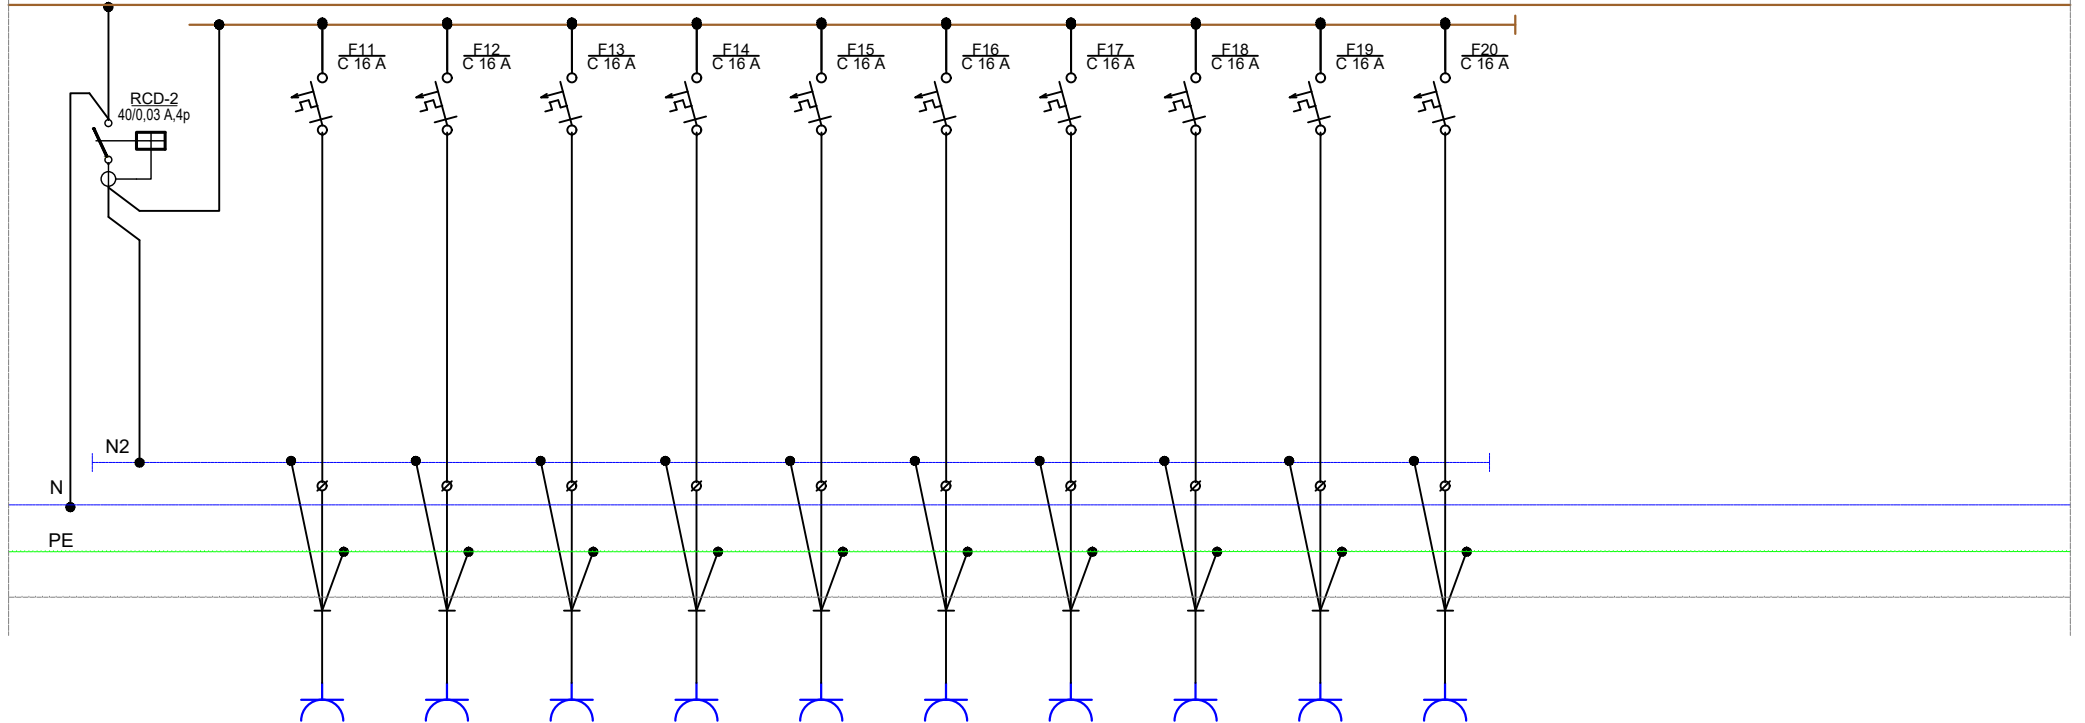 F11
C 16 A
F12
C 16 A
F13
C 16 A
F14
C 16 A
F15
C 16 A
F16
C 16 A
F17
C 16 A
F18
C 16 A
F19
C 16 A
F20
C 16 A
RCD-2
40/0,03 A,4p
N2
N
PE